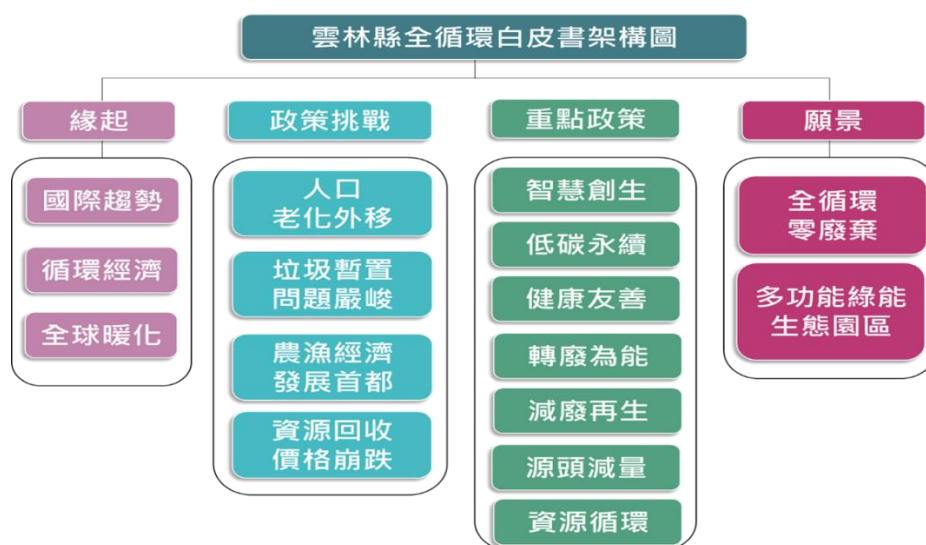 雲林縣全循環白皮書架構圖
緣起
國際趨勢
循環經濟
全球暖化
政策挑戰
人口
老化外移
垃圾暫置
問題嚴峻
農漁經濟
發展首都
資源回收
價格崩跌
重點政策
智慧創生
低碳永續
健康友善
轉廢為能
減廢再生
源頭減量
資源循環
願景
全循環
零廢棄
多功能綠能
生態園區